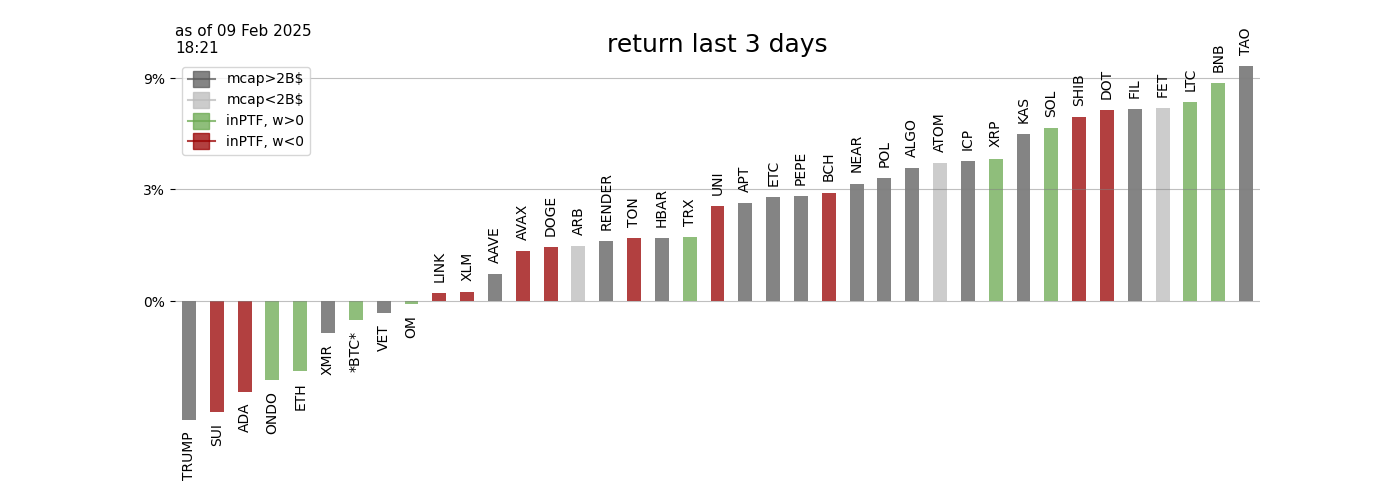 as of 09 Feb 2025
18:21
return last 3 days
mcap>2B$
mcap<2B$
inPTF, w>0
inPTF, w<0
9%
3%
0%
TRUMP
SUI
ADA
ONDO
ETH
XMR
*BTC*
VET
OM
LINK
XLM
AAVE
AVAX
DOGE
ARB
RENDER
TON
HBAR
TRX
UNI
APT
ETC
PEPE
BCH
NEAR
POL
ALGO
ATOM
ICP
XRP
KAS
SOL
SHIB
DOT
FIL
FET
LTC
BNB
TAO